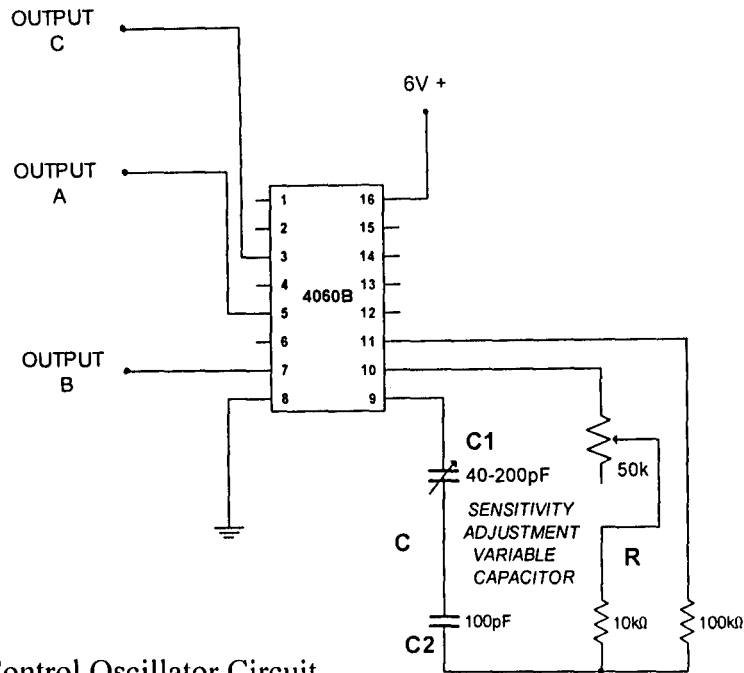 OUTPUT
C
6V +
OUTPUT
A
1 16
2 15
3 14
4 13
4060B
5 12
6 11
OUTPUT
B
7 10
8 9
C1
40-200pF
50k
SENSITIVITY
ADJUSTMENT
VARIABLE
CAPACITOR
C
R
100pF
C2
10kΩ
100kΩ
Control Oscillator Circuit